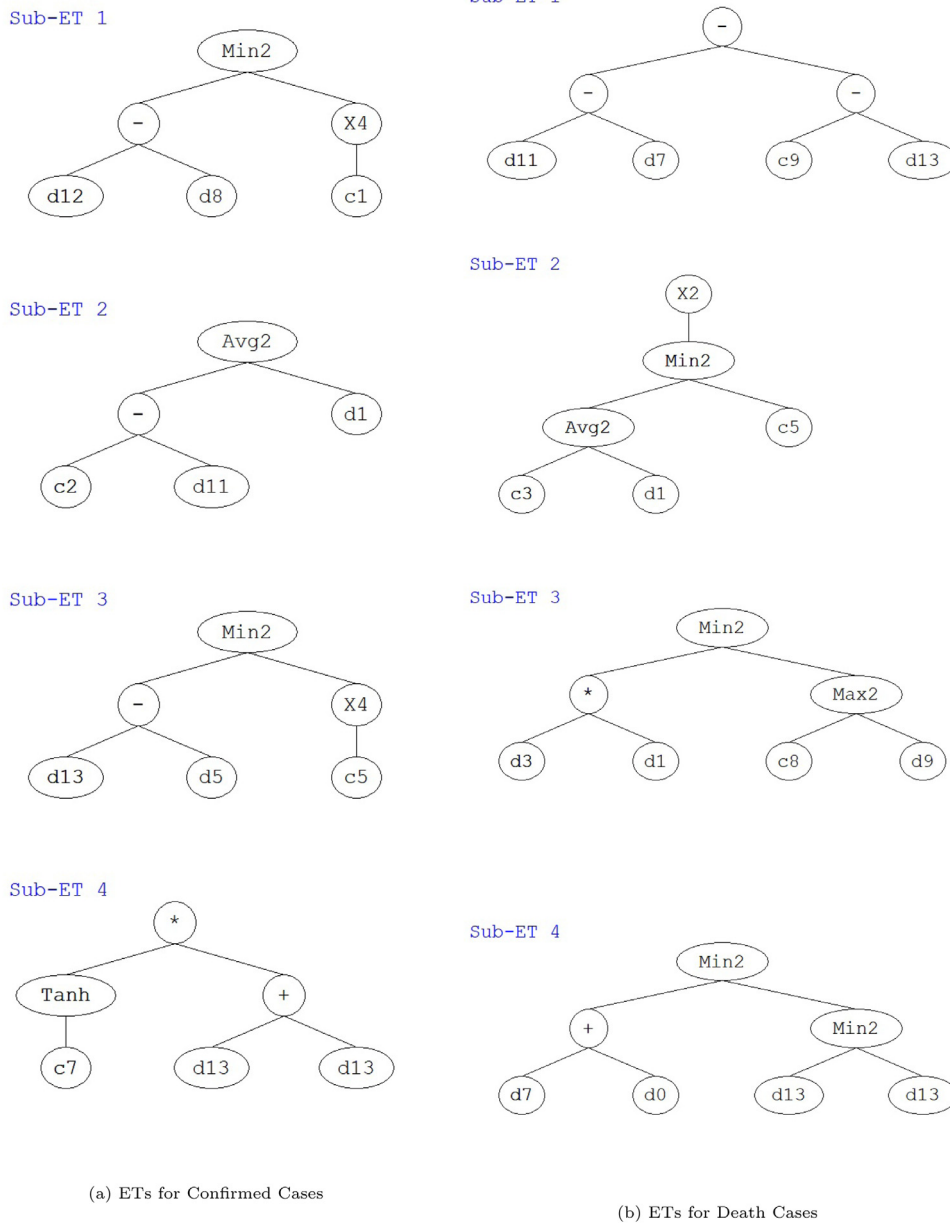 Sub-ET 1
Min2
- X4
d12 d8 c1
Sub-ET 2
Avg2
- d1
c2 d11
Sub-ET 3
Min2
- X4
d13 d5 c5
Sub-ET 4
*
Tanh +
c7 d13 d13
(a) ETs for Confirmed Cases
Sub-ET 1
-
- -
d11 d7 c9 d13
Sub-ET 2
X2
Min2
Avg2 c5
c3 d1
Sub-ET 3
Min2
* Max2
d3 d1 c8 d9
Sub-ET 4
Min2
+ Min2
d7 d0 d13 d13
(b) ETs for Death Cases